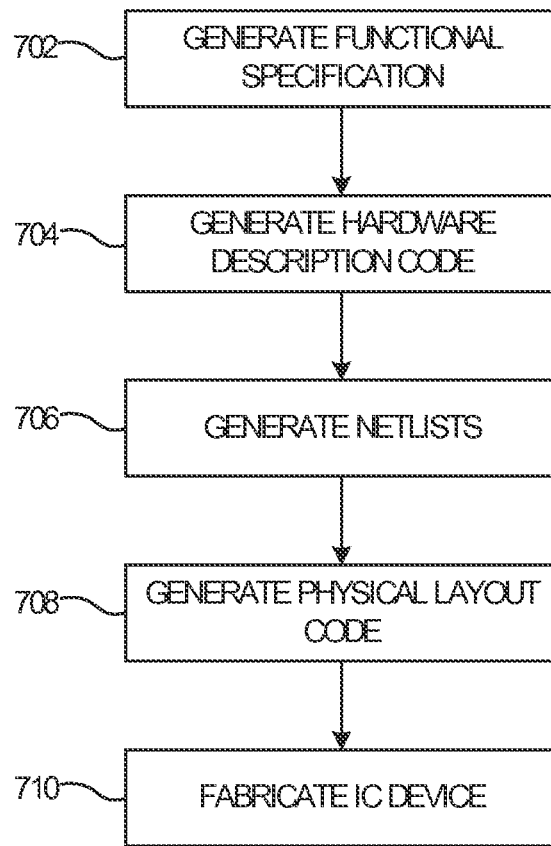 702
GENERATE FUNCTIONAL
SPECIFICATION
704
GENERATE HARDWARE
DESCRIPTION CODE
706
GENERATE NETLISTS
708
GENERATE PHYSICAL LAYOUT
CODE
710
FABRICATE IC DEVICE